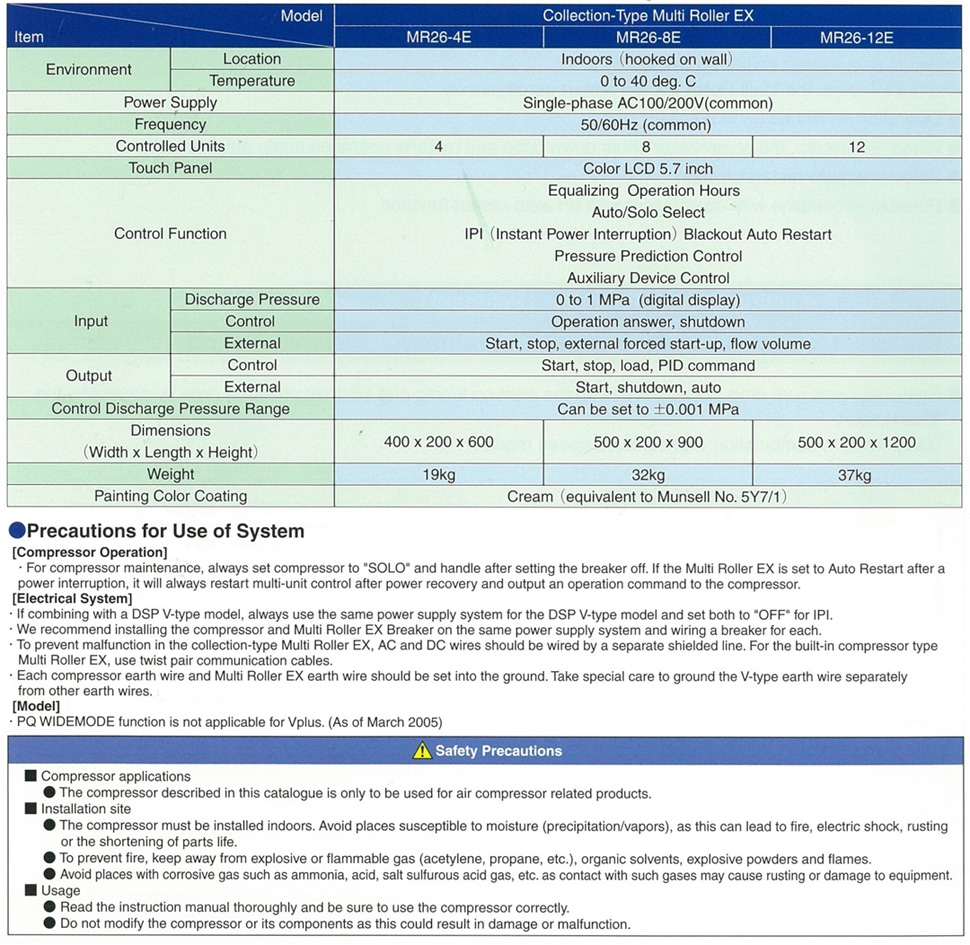 Model
Item
Collection-Type Multi Roller EX
MR26-4E MR26-8E MR26-12E
Environment
Location Indoors (hooked on wall)
Temperature 0 to 40 deg. C
Power Supply Single-phase AC100/200V(common)
Frequency 50/60Hz (common)
Controlled Units 4 8 12
Touch Panel Color LCD 5.7 inch
Control Function
Equalizing Operation Hours
Auto/Solo Select
IPI (Instant Power Interruption) Blackout Auto Restart
Pressure Prediction Control
Auxiliary Device Control
Input
Discharge Pressure 0 to 1 MPa (digital display)
Control Operation answer, shutdown
External Start, stop, external forced start-up, flow volume
Output
Control Start, stop, load, PID command
External Start, shutdown, auto
Control Discharge Pressure Range Can be set to ±0.001 MPa
Dimensions
(Width x Length x Height)
400 x 200 x 600 500 x 200 x 900 500 x 200 x 1200
Weight 19kg 32kg 37kg
Painting Color Coating Cream (equivalent to Munsell No. 5Y7/1)
●Precautions for Use of System
[Compressor Operation]
· For compressor maintenance, always set compressor to "SOLO" and handle after setting the breaker off. If the Multi Roller EX is set to Auto Restart after a
power interruption, it will always restart multi-unit control after power recovery and output an operation command to the compressor.
[Electrical System]
· If combining with a DSP V-type model, always use the same power supply system for the DSP V-type model and set both to "OFF" for IPI.
· We recommend installing the compressor and Multi Roller EX Breaker on the same power supply system and wiring a breaker for each.
· To prevent malfunction in the collection-type Multi Roller EX, AC and DC wires should be wired by a separate shielded line. For the built-in compressor type
Multi Roller EX, use twist pair communication cables.
· Each compressor earth wire and Multi Roller EX earth wire should be set into the ground. Take special care to ground the V-type earth wire separately
from other earth wires.
[Model]
· PQ WIDEMODE function is not applicable for Vplus. (As of March 2005)
Safety Precautions
■ Compressor applications
● The compressor described in this catalogue is only to be used for air compressor related products.
■ Installation site
● The compressor must be installed indoors. Avoid places susceptible to moisture (precipitation/vapors), as this can lead to fire, electric shock, rusting
or the shortening of parts life.
● To prevent fire, keep away from explosive or flammable gas (acetylene, propane, etc.), organic solvents, explosive powders and flames.
● Avoid places with corrosive gas such as ammonia, acid, salt sulfurous acid gas, etc. as contact with such gases may cause rusting or damage to equipment.
■ Usage
● Read the instruction manual thoroughly and be sure to use the compressor correctly.
● Do not modify the compressor or its components as this could result in damage or malfunction.